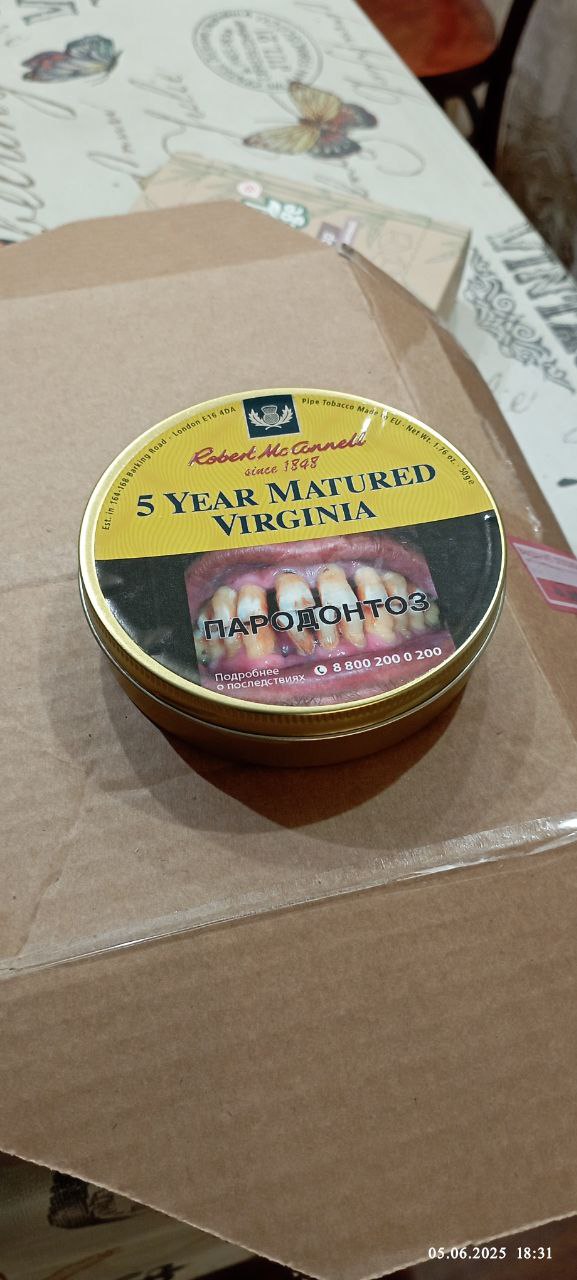 Est. in 164-168 Barking Road · London E16 4DA
Pipe Tobacco Made in EU · Net Wt. 1.76 oz. · 50g e
Robert McConnell
since 1848
5 YEAR MATURED
VIRGINIA
ПАРОДОНТОЗ
Подробнее
о последствиях
8 800 200 0 200
05.06.2025 18:31